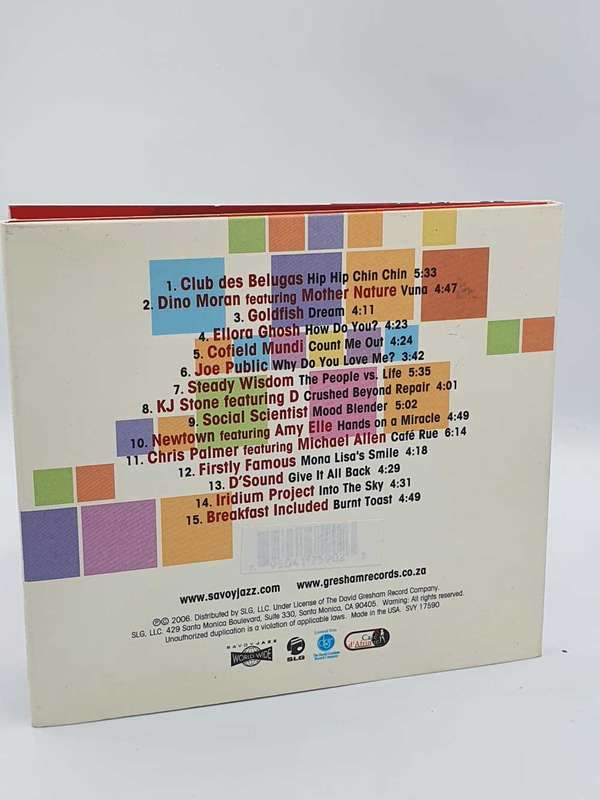 1. Club des Belugas Hip Hip Chin Chin 5:33
2. Dino Moran featuring Mother Nature Vuna 4:47
3. Goldfish Dream 4:11
4. Ellora Ghosh How Do You? 4:23
5. Cofield Mundi Count Me Out 4:24
6. Joe Public Why Do You Love Me? 3:42
7. Steady Wisdom The People vs. Life 5:35
8. KJ Stone featuring D Crushed Beyond Repair 4:01
9. Social Scientist Mood Blender 5:02
10. Newtown featuring Amy Elle Hands on a Miracle 4:49
11. Chris Palmer featuring Michael Allen Café Rue 6:14
12. Firstly Famous Mona Lisa's Smile 4:18
13. D'Sound Give It All Back 4:29
14. Iridium Project Into The Sky 4:31
15. Breakfast Included Burnt Toast 4:49
www.savoyjazz.com www.greshamrecords.co.za
℗© 2006. Distributed by SLG, LLC. Under License of The David Gresham Record Company.
SLG, LLC. 429 Santa Monica Boulevard, Suite 330, Santa Monica, CA 90405. Warning: All rights reserved.
Unauthorized duplication is a violation of applicable laws. Made in the USA. SVY 17590
SAVOY JAZZ
WORLD WIDE
SLG
dgr
d'Afrique